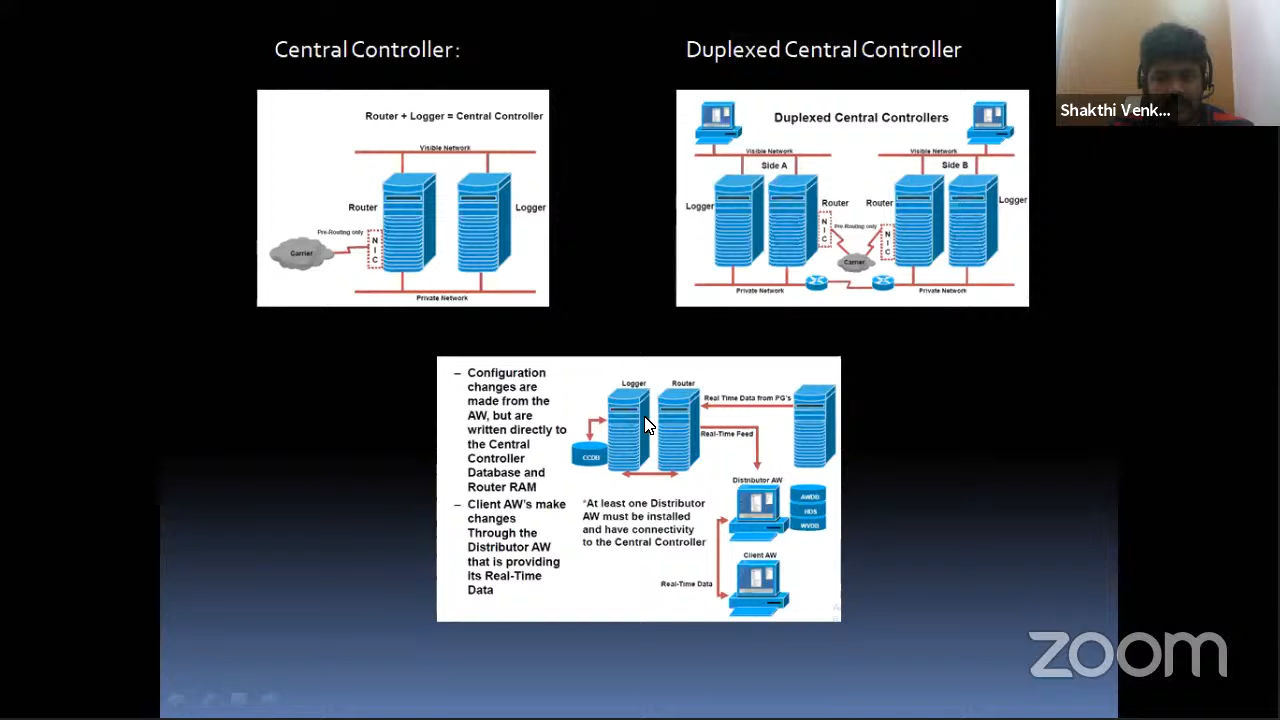 Central Controller :
Duplexed Central Controller
Shakthi Venk...
Router + Logger = Central Controller
Visible Network
Router
Logger
Pre-Routing only
Carrier
N
I
C
Private Network
Duplexed Central Controllers
Visible Network
Visible Network
Side A
Side B
Logger
Router
Router
Logger
N
I
C
Pre-Routing only
N
I
C
Carrier
Private Network
Private Network
– Configuration
changes are
made from the
AW, but are
written directly to
the Central
Controller
Database and
Router RAM
– Client AW's make
changes
Through the
Distributor AW
that is providing
Its Real-Time
Data
Logger
Router
Real Time Data from PG's
Real-Time Feed
CCDB
Distributor AW
AWDB
HDS
WVDB
*At least one Distributor
AW must be installed
and have connectivity
to the Central Controller
Client AW
Real-Time Data
zoom